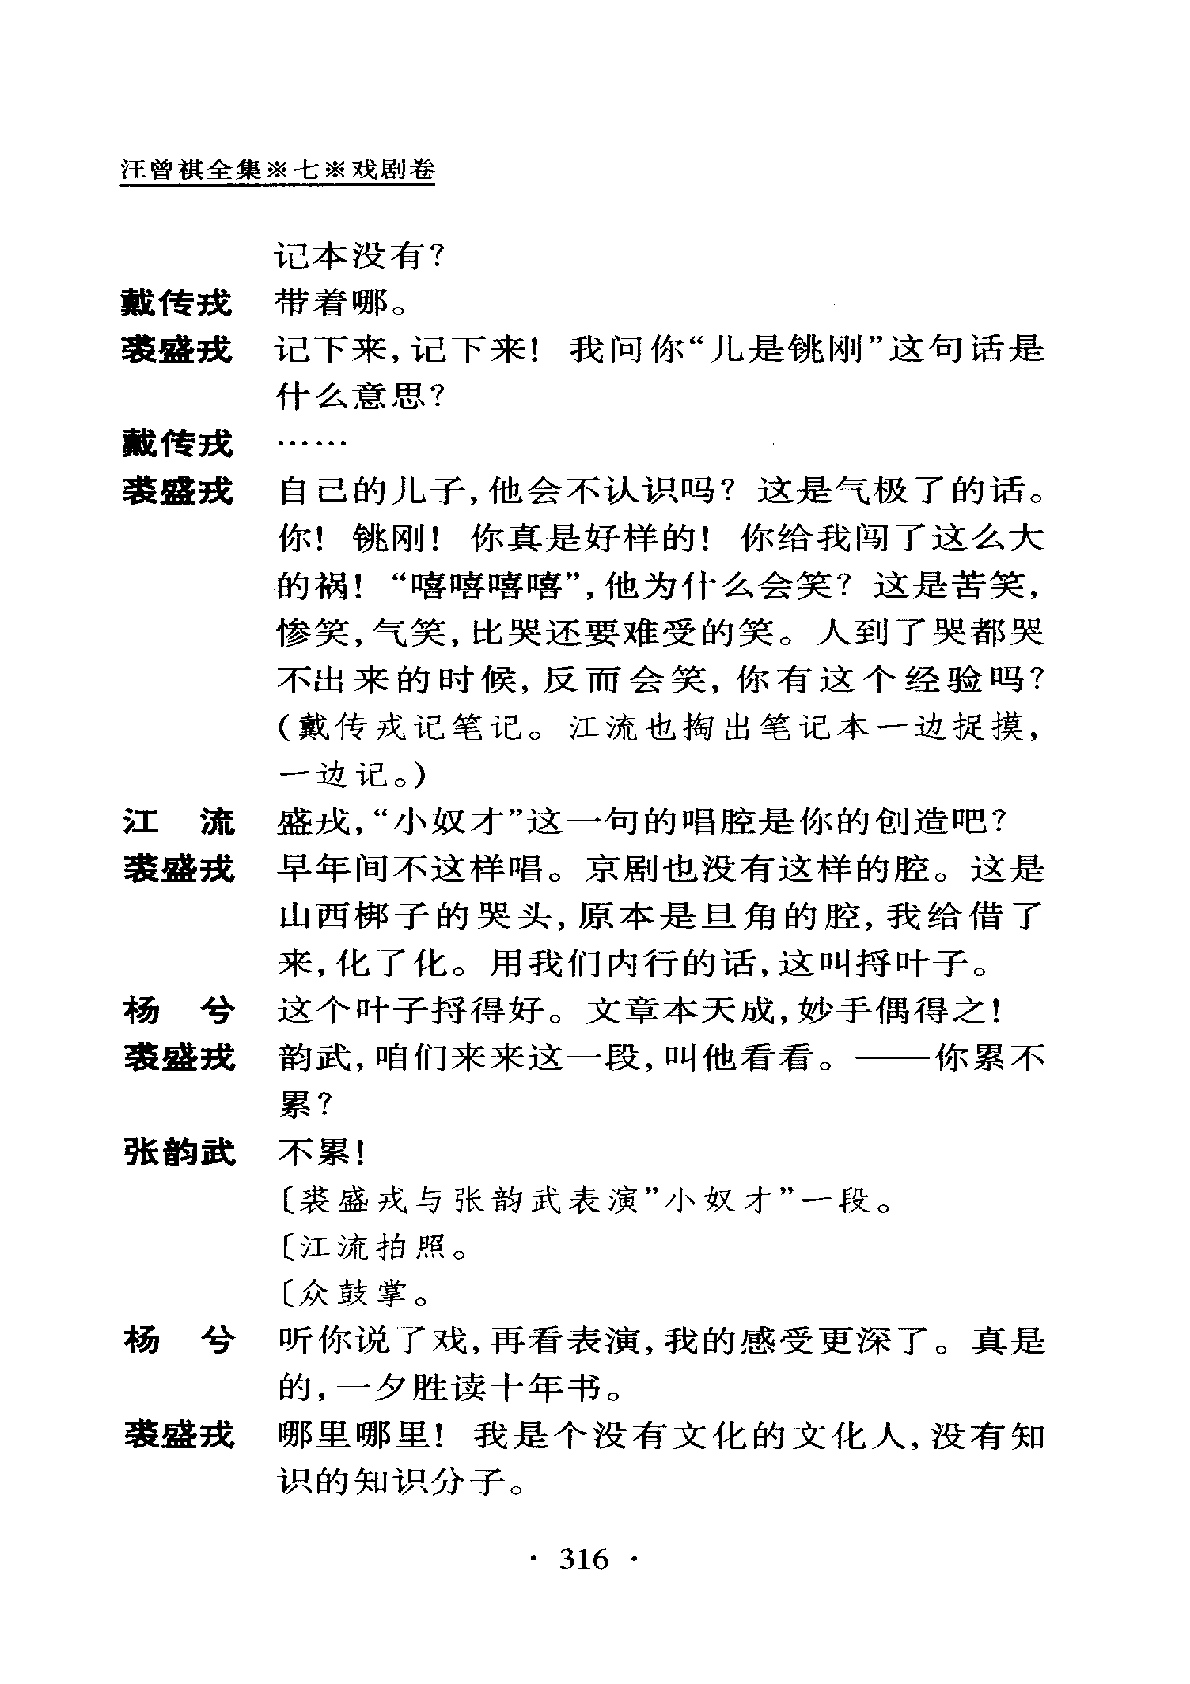 汪曾祺全集※七※戏剧卷
记本没有?
戴传戎 带着哪。
裘盛戎 记下来,记下来! 我问你“儿是铫刚”这句话是
什么意思?
戴传戎 ……
裘盛戎 自己的儿子,他会不认识吗? 这是气极了的话。
你! 铫刚! 你真是好样的! 你给我闯了这么大
的祸! “嘻嘻嘻嘻”,他为什么会笑? 这是苦笑,
惨笑,气笑,比哭还要难受的笑。人到了哭都哭
不出来的时候,反而会笑,你有这个经验吗?
(戴传戎记笔记。江流也掏出笔记本一边捉摸,
一边记。)
江　流 盛戎,“小奴才”这一句的唱腔是你的创造吧?
裘盛戎 早年间不这样唱。京剧也没有这样的腔。这是
山西梆子的哭头,原本是旦角的腔,我给借了
来,化了化。用我们内行的话,这叫捋叶子。
杨　兮 这个叶子捋得好。文章本天成,妙手偶得之!
裘盛戎 韵武,咱们来来这一段,叫他看看。——你累不
累?
张韵武 不累!
〔裘盛戎与张韵武表演”小奴才”一段。
〔江流拍照。
〔众鼓掌。
杨　兮 听你说了戏,再看表演,我的感受更深了。真是
的,一夕胜读十年书。
裘盛戎 哪里哪里! 我是个没有文化的文化人,没有知
识的知识分子。
· 316 ·